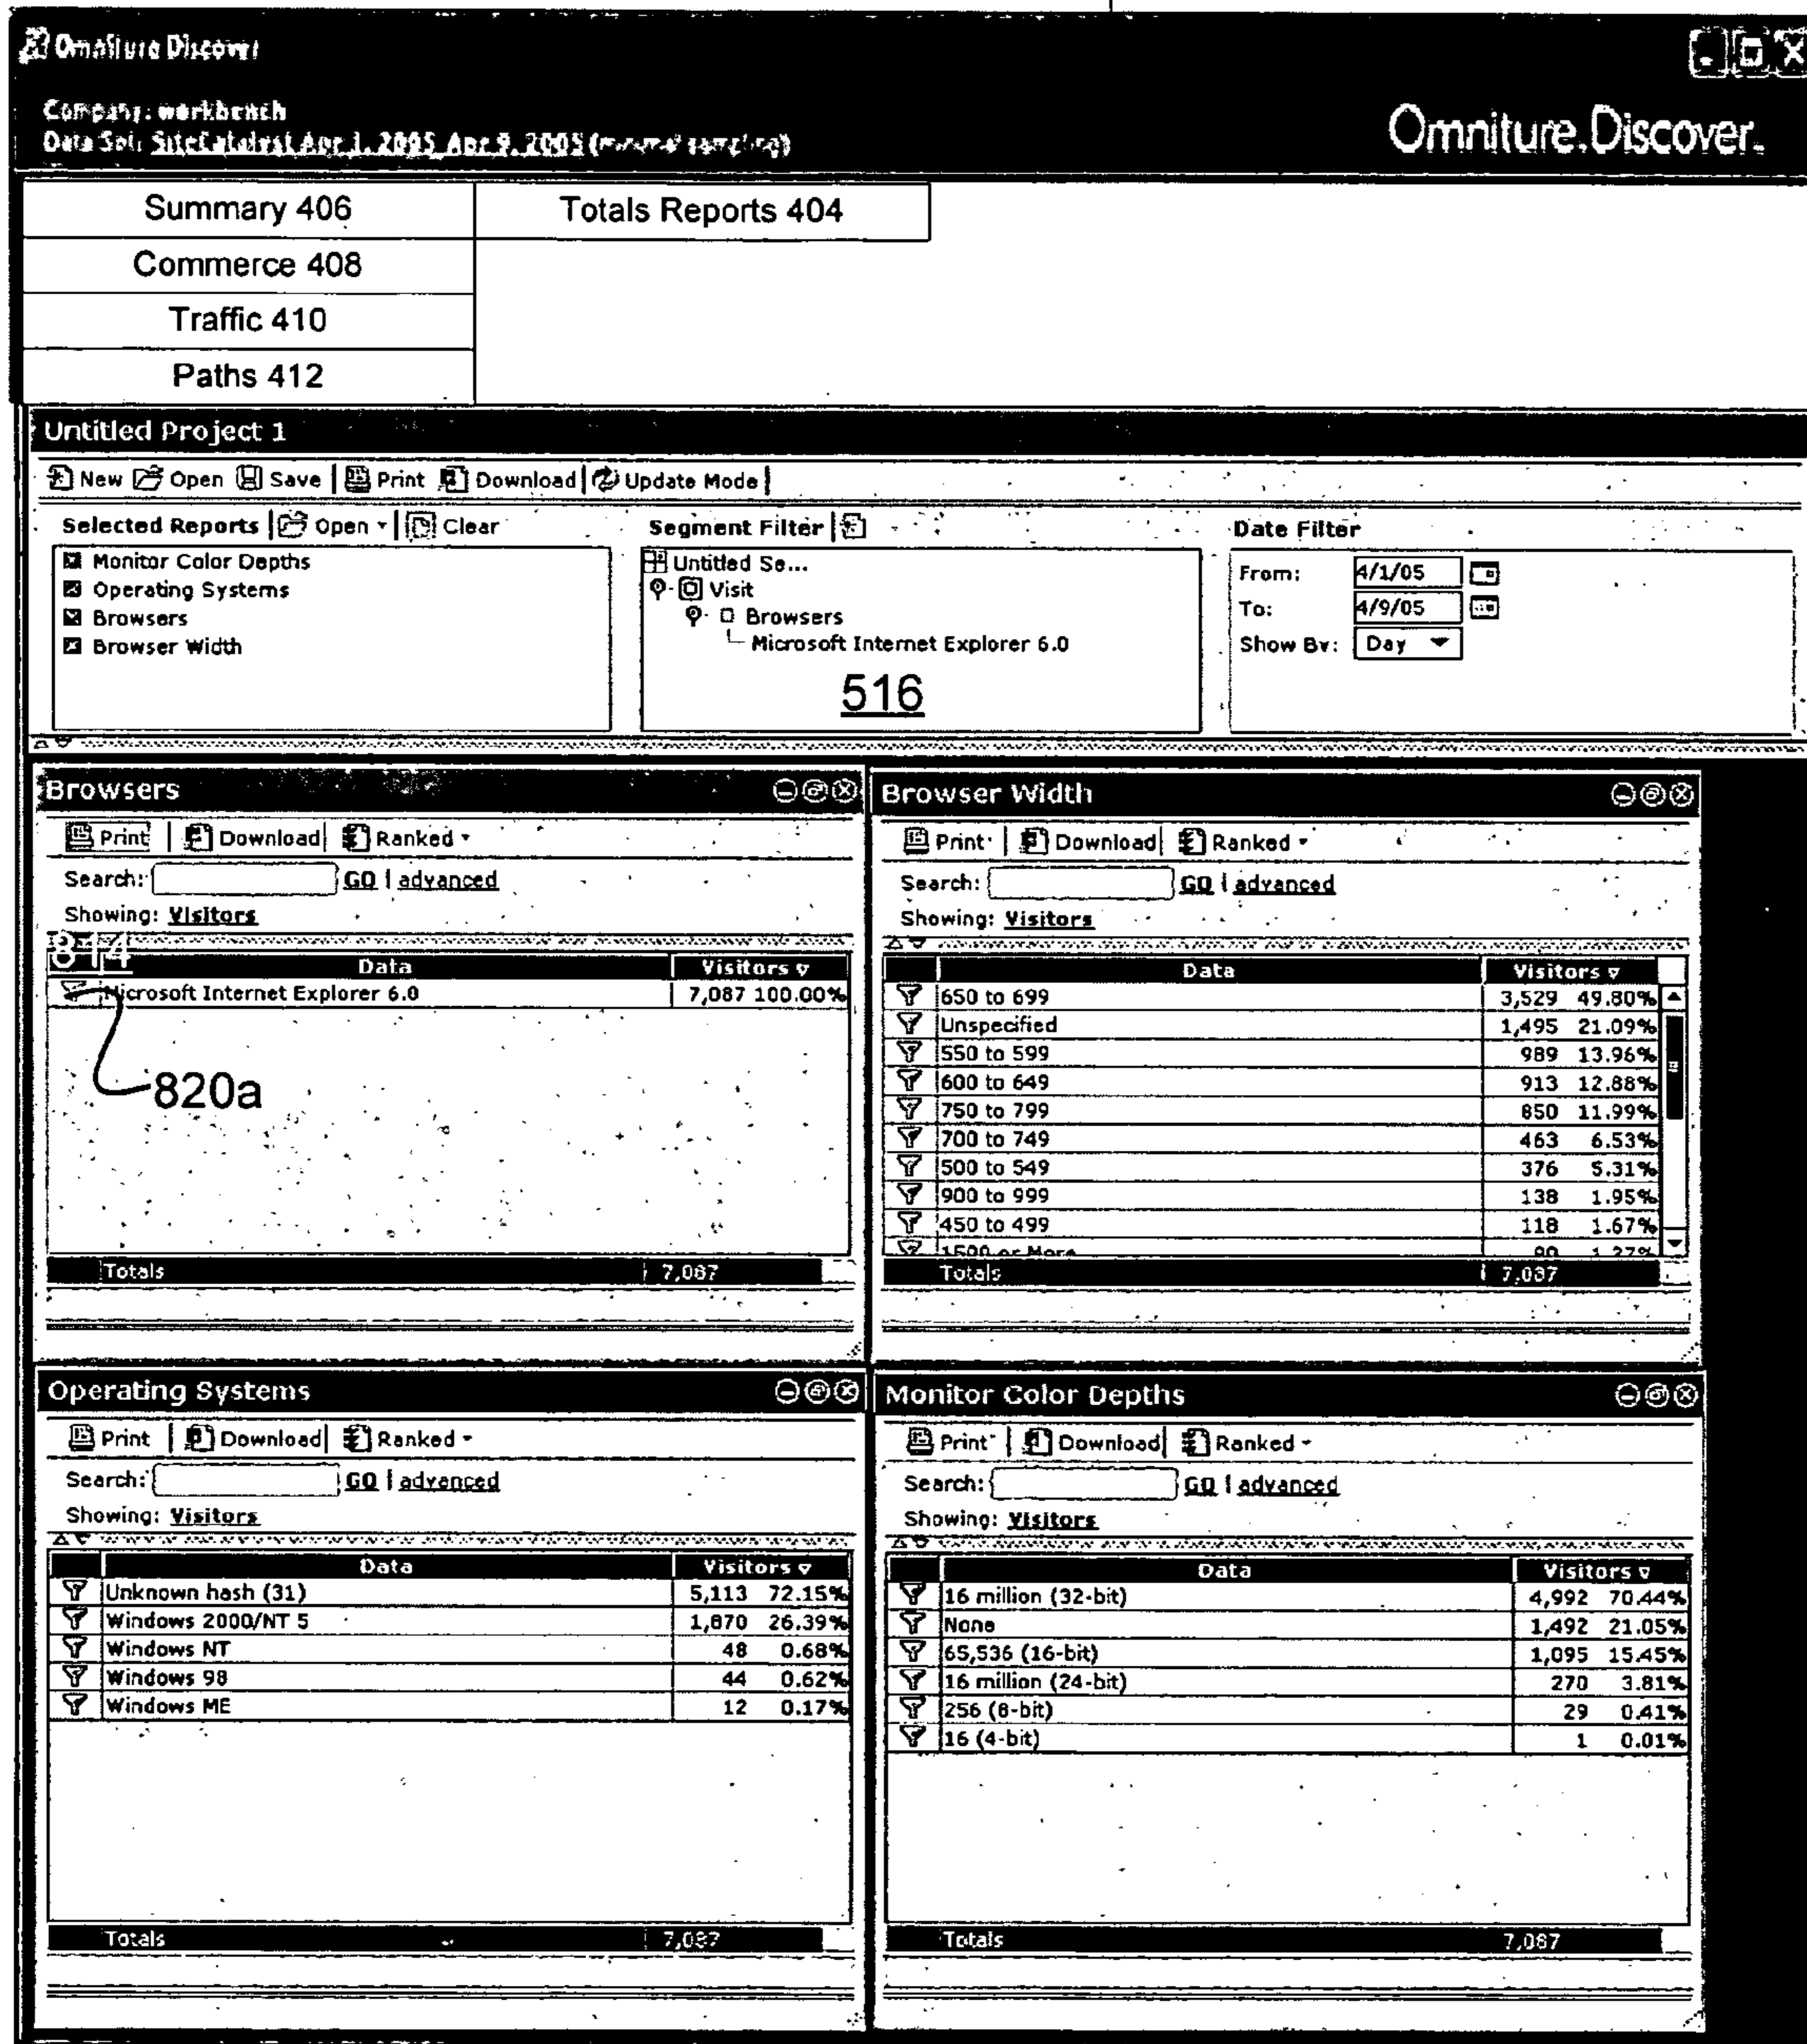 Omniture Discover
Company: workbench
Data Set: SiteCatalyst Apr 1, 2005 Apr 9, 2005 (minimal sampling)
Omniture.Discover.
Summary 406 Totals Reports 404
Commerce 408
Traffic 410
Paths 412
Untitled Project 1
New Open Save Print Download Update Mode
Selected Reports Open Clear
Monitor Color Depths
Operating Systems
Browsers
Browser Width
Segment Filter
Untitled Se...
Visit
Browsers
Microsoft Internet Explorer 6.0
516
Date Filter
From: 4/1/05
To: 4/9/05
Show By: Day
Browsers
Print Download Ranked
Search: GO | advanced
Showing: Visitors
814
Data Visitors
Microsoft Internet Explorer 6.0 7,087 100.00%
820a
Totals 7,087
Browser Width
Print Download Ranked
Search: GO | advanced
Showing: Visitors
Data Visitors
650 to 699 3,529 49.80%
Unspecified 1,495 21.09%
550 to 599 989 13.96%
600 to 649 913 12.88%
750 to 799 850 11.99%
700 to 749 463 6.53%
500 to 549 376 5.31%
900 to 999 138 1.95%
450 to 499 118 1.67%
1500 or More 90 1.27%
Totals 7,087
Operating Systems
Print Download Ranked
Search: GO | advanced
Showing: Visitors
Data Visitors
Unknown hash (31) 5,113 72.15%
Windows 2000/NT 5 1,870 26.39%
Windows NT 48 0.68%
Windows 98 44 0.62%
Windows ME 12 0.17%
Totals 7,087
Monitor Color Depths
Print Download Ranked
Search: GO | advanced
Showing: Visitors
Data Visitors
16 million (32-bit) 4,992 70.44%
None 1,492 21.05%
65,536 (16-bit) 1,095 15.45%
16 million (24-bit) 270 3.81%
256 (8-bit) 29 0.41%
16 (4-bit) 1 0.01%
Totals 7,087